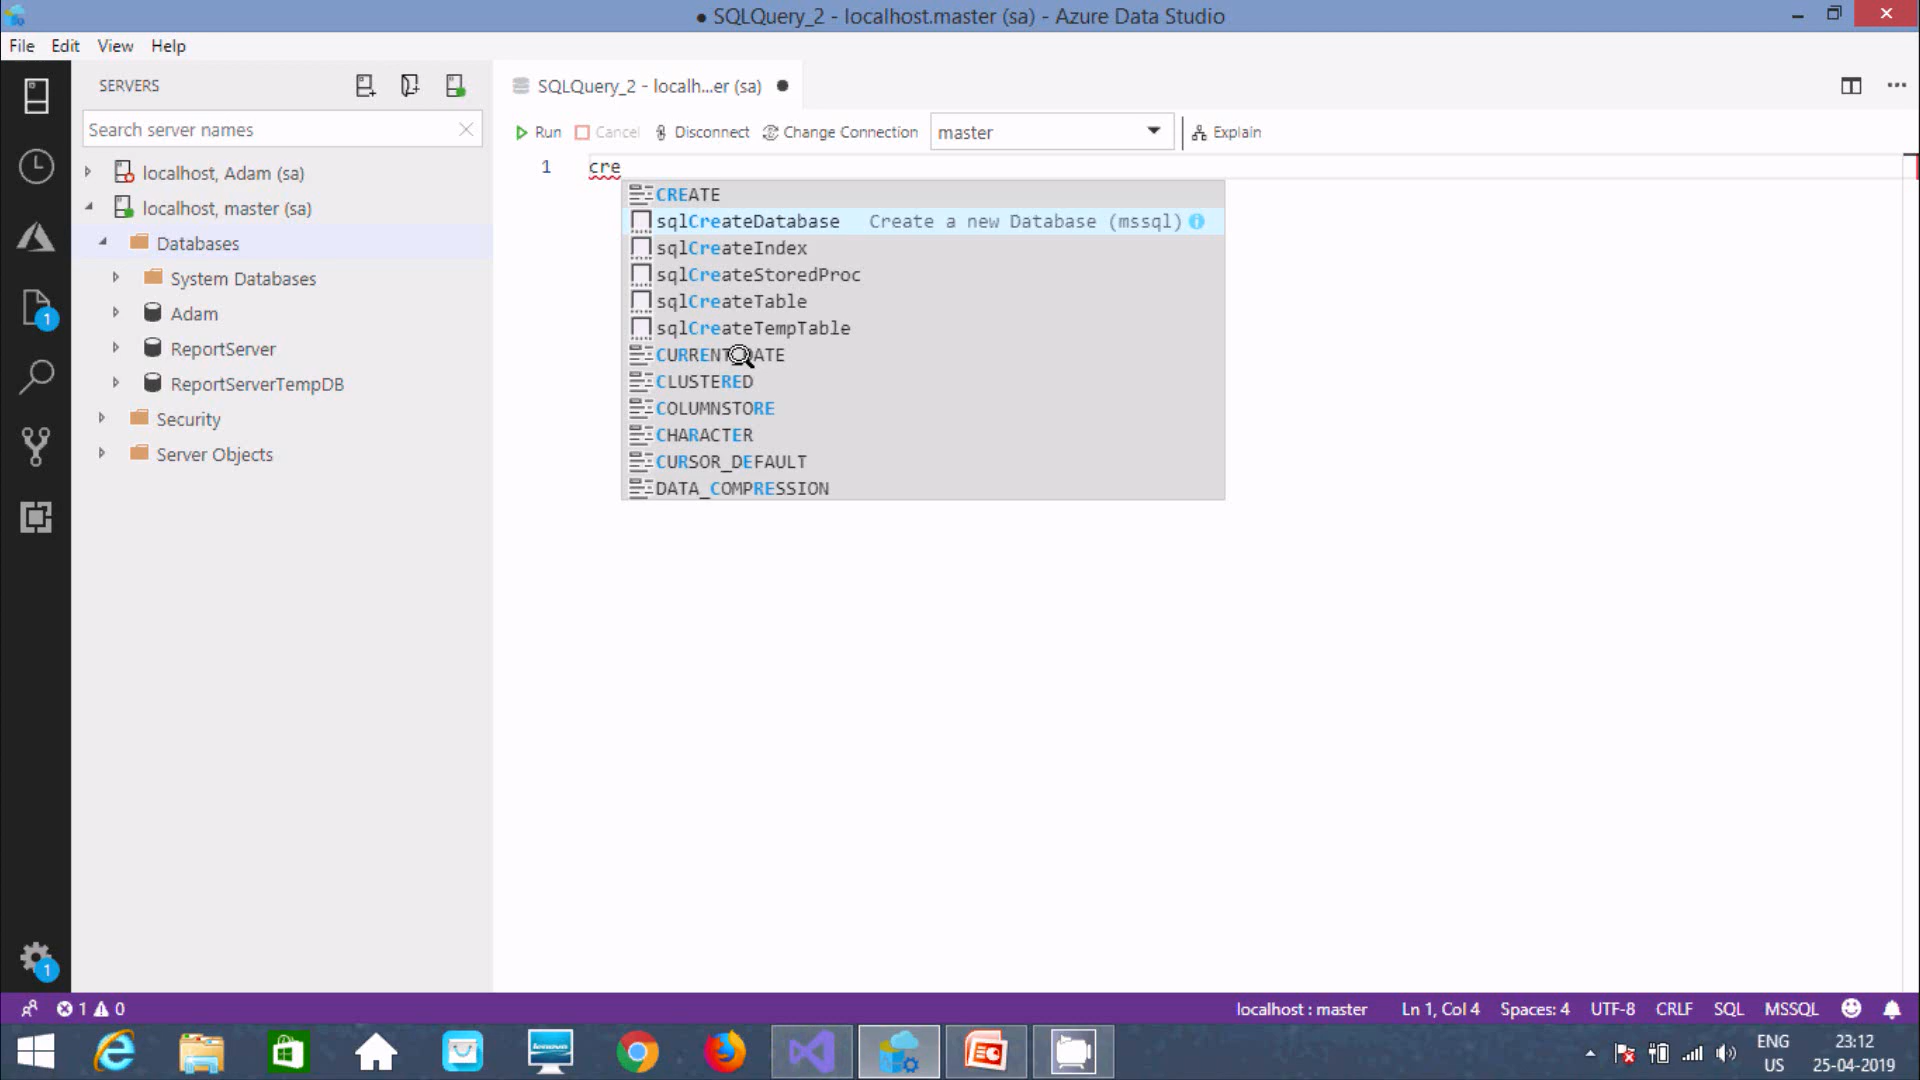 ● SQLQuery_2 - localhost.master (sa) - Azure Data Studio
File Edit View Help
SERVERS
SQLQuery_2 - localh...er (sa) ●
Search server names
Run Cancel Disconnect Change Connection master Explain
localhost, Adam (sa)
localhost, master (sa)
Databases
System Databases
Adam
ReportServer
ReportServerTempDB
Security
Server Objects
1 cre
CREATE
sqlCreateDatabase Create a new Database (mssql)
sqlCreateIndex
sqlCreateStoredProc
sqlCreateTable
sqlCreateTempTable
CURRENT_DATE
CLUSTERED
COLUMNSTORE
CHARACTER
CURSOR_DEFAULT
DATA_COMPRESSION
1
1
1 0 localhost : master Ln 1, Col 4 Spaces: 4 UTF-8 CRLF SQL MSSQL
lenovo
ENG
US
23:12
25-04-2019